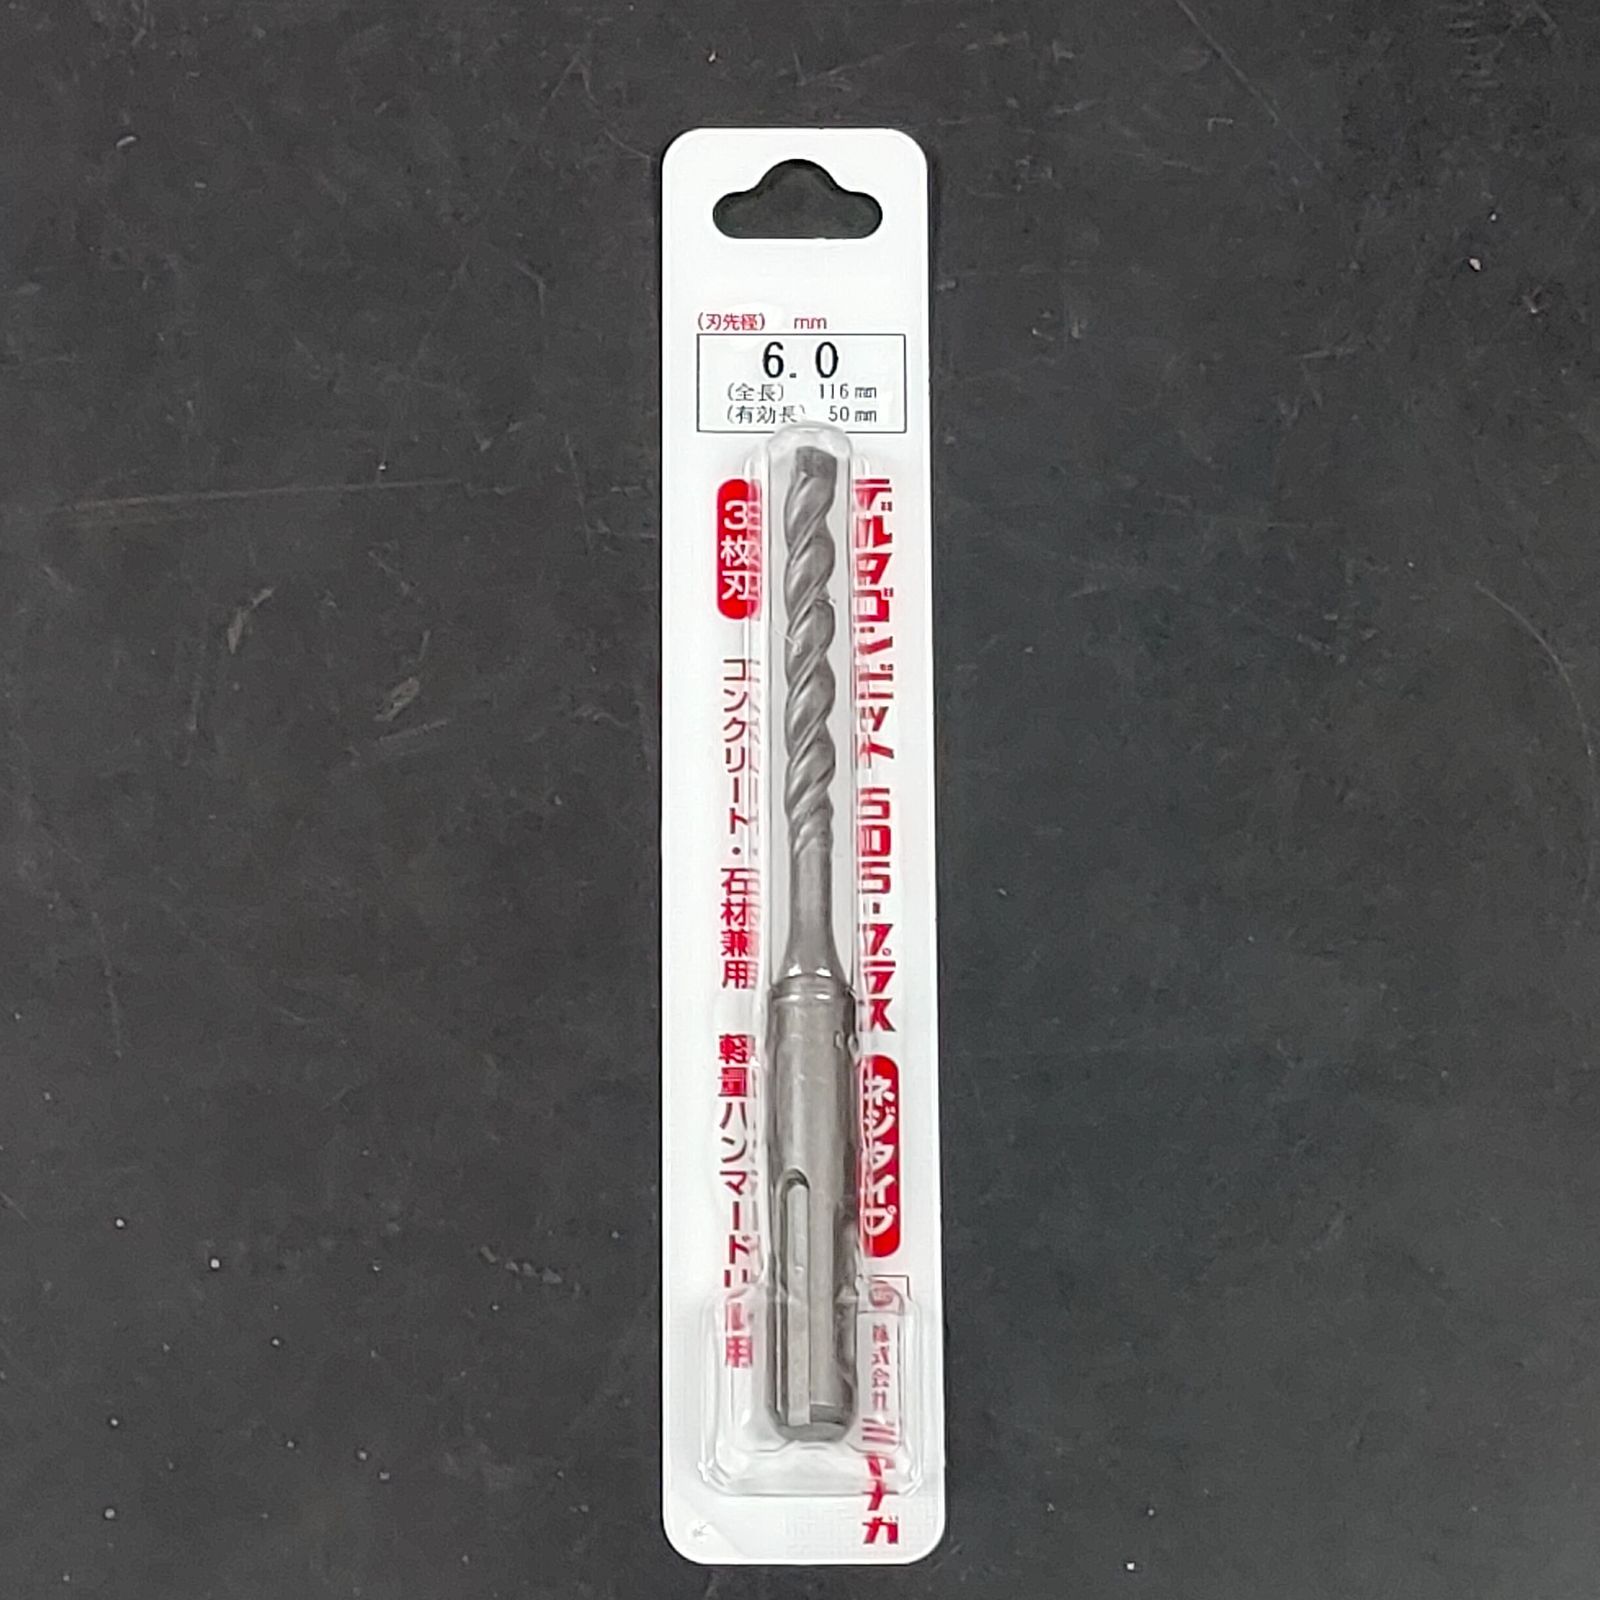 (刃先径) mm
6.0
(全長) 116mm
(有効長) 50mm
デルタゴンビット SDS-プラス ネジタイプ
3枚刃 コンクリート・石材兼用 軽量ハンマードリル用
株式会社 ミヤナガ